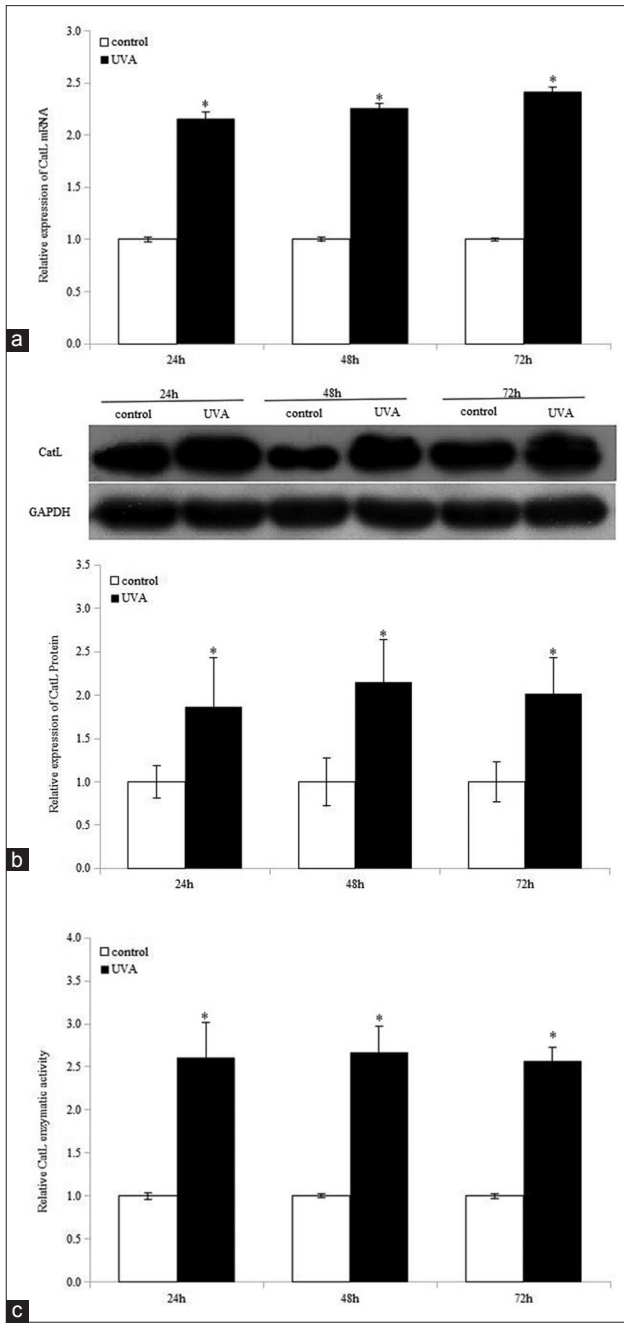 control
UVA
Relative expression of CatL mRNA
3.0
2.5
2.0
1.5
1.0
0.5
0.0
* * *
24h 48h 72h
a
24h 48h 72h
control UVA control UVA control UVA
CatL
GAPDH
control
UVA
Relative expression of CatL Protein
3.5
3.0
2.5
2.0
1.5
1.0
0.5
0.0
* * *
24h 48h 72h
b
control
UVA
Relative CatL enzymatic activity
4.0
3.5
3.0
2.5
2.0
1.5
1.0
0.5
0.0
* * *
24h 48h 72h
c